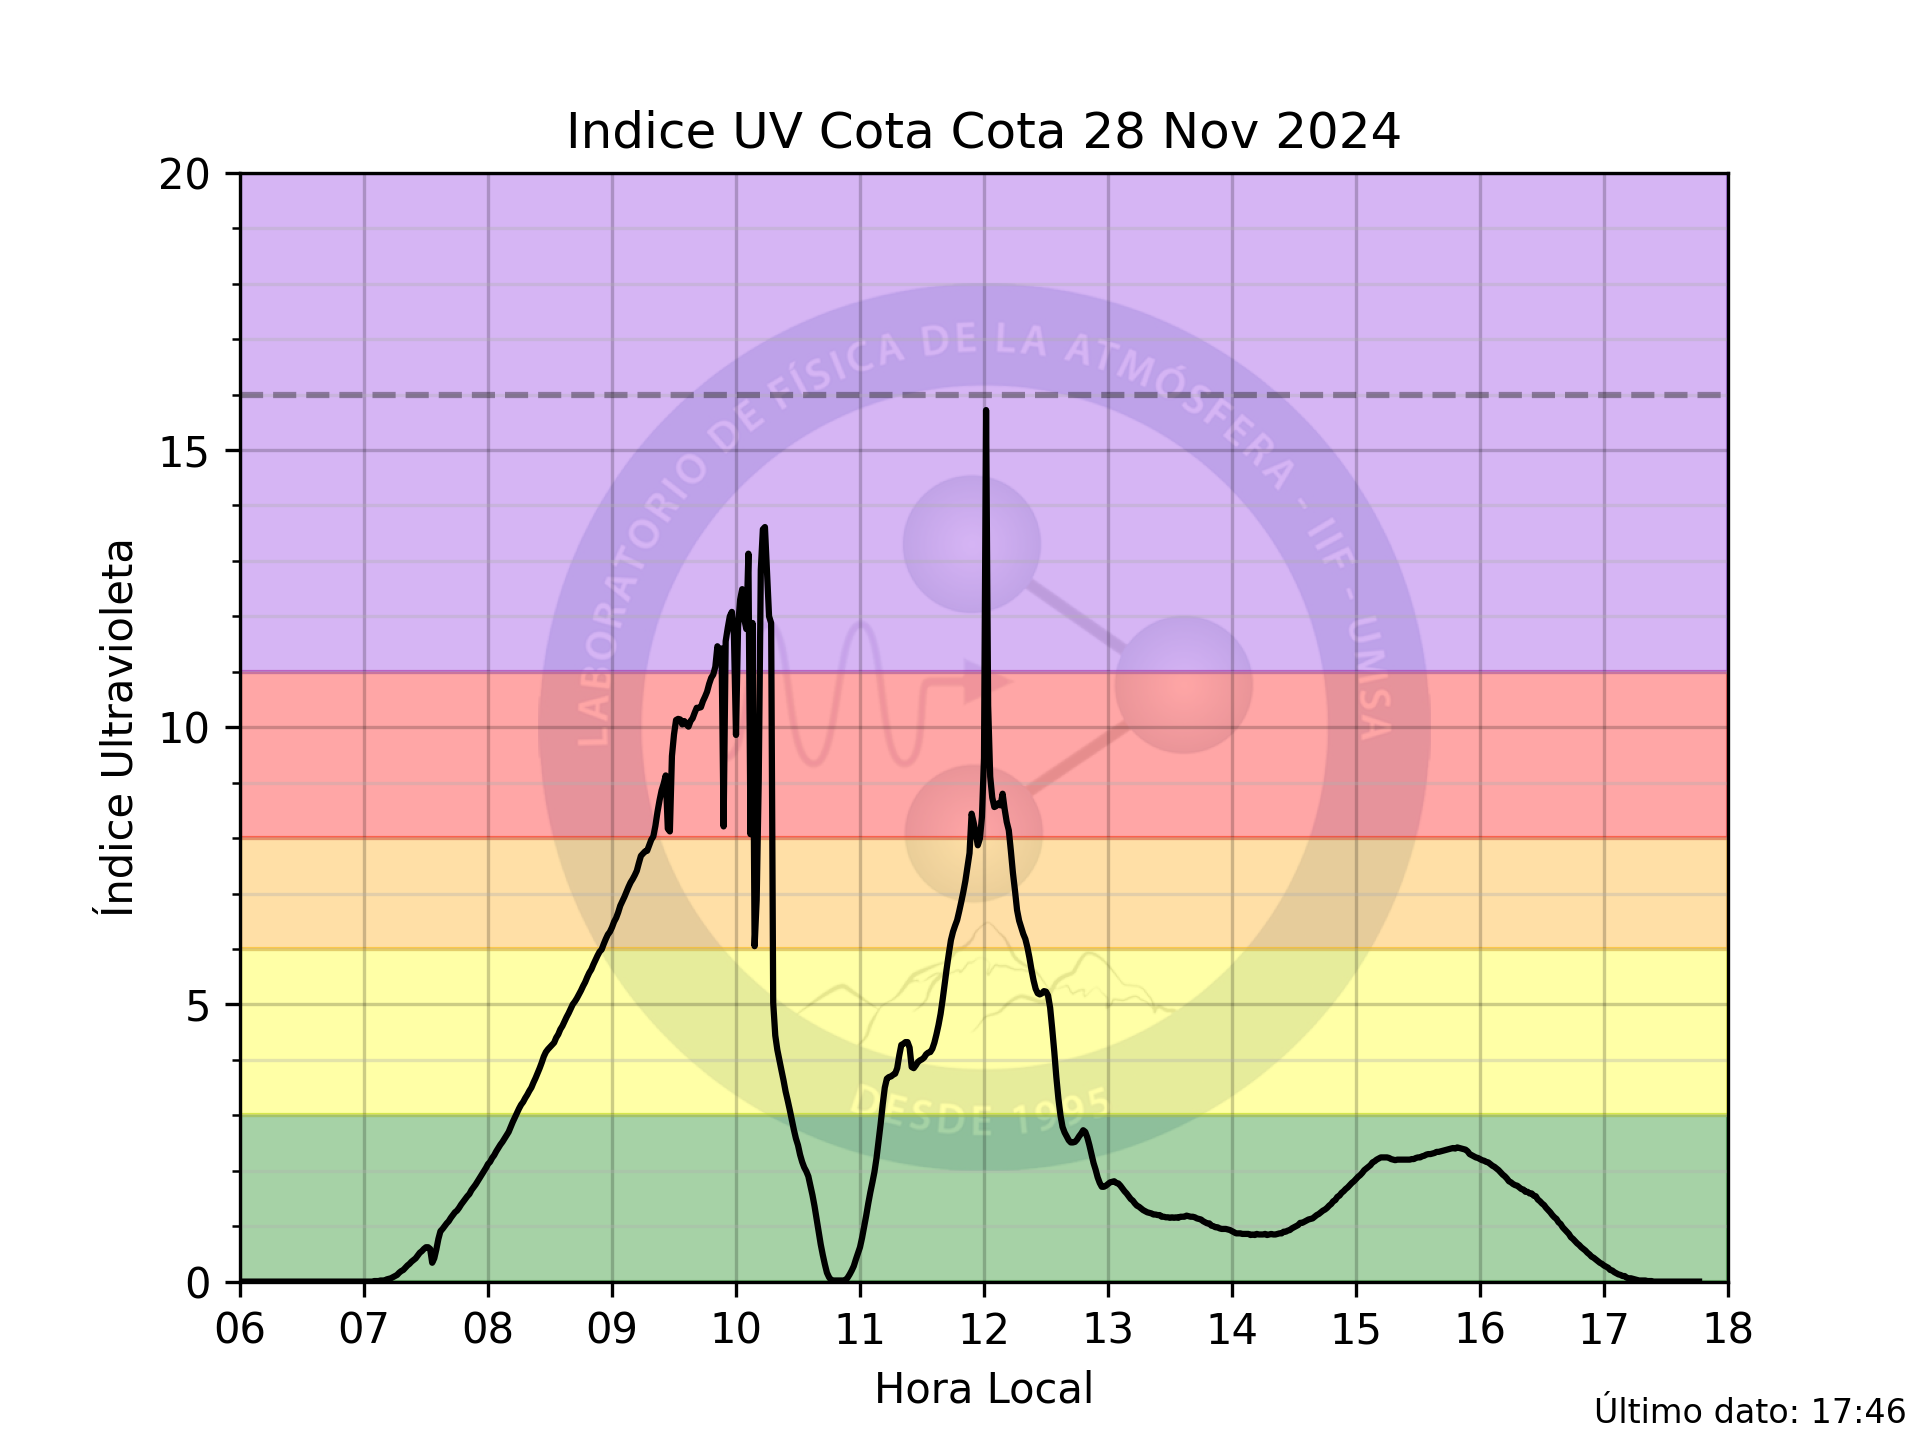 Indice UV Cota Cota 28 Nov 2024
20
15
10
5
0
Índice Ultravioleta
LABORATORIO DE FÍSICA DE LA ATMÓSFERA - IIF - UMSA
DESDE 1995
06 07 08 09 10 11 12 13 14 15 16 17 18
Hora Local
Último dato: 17:46